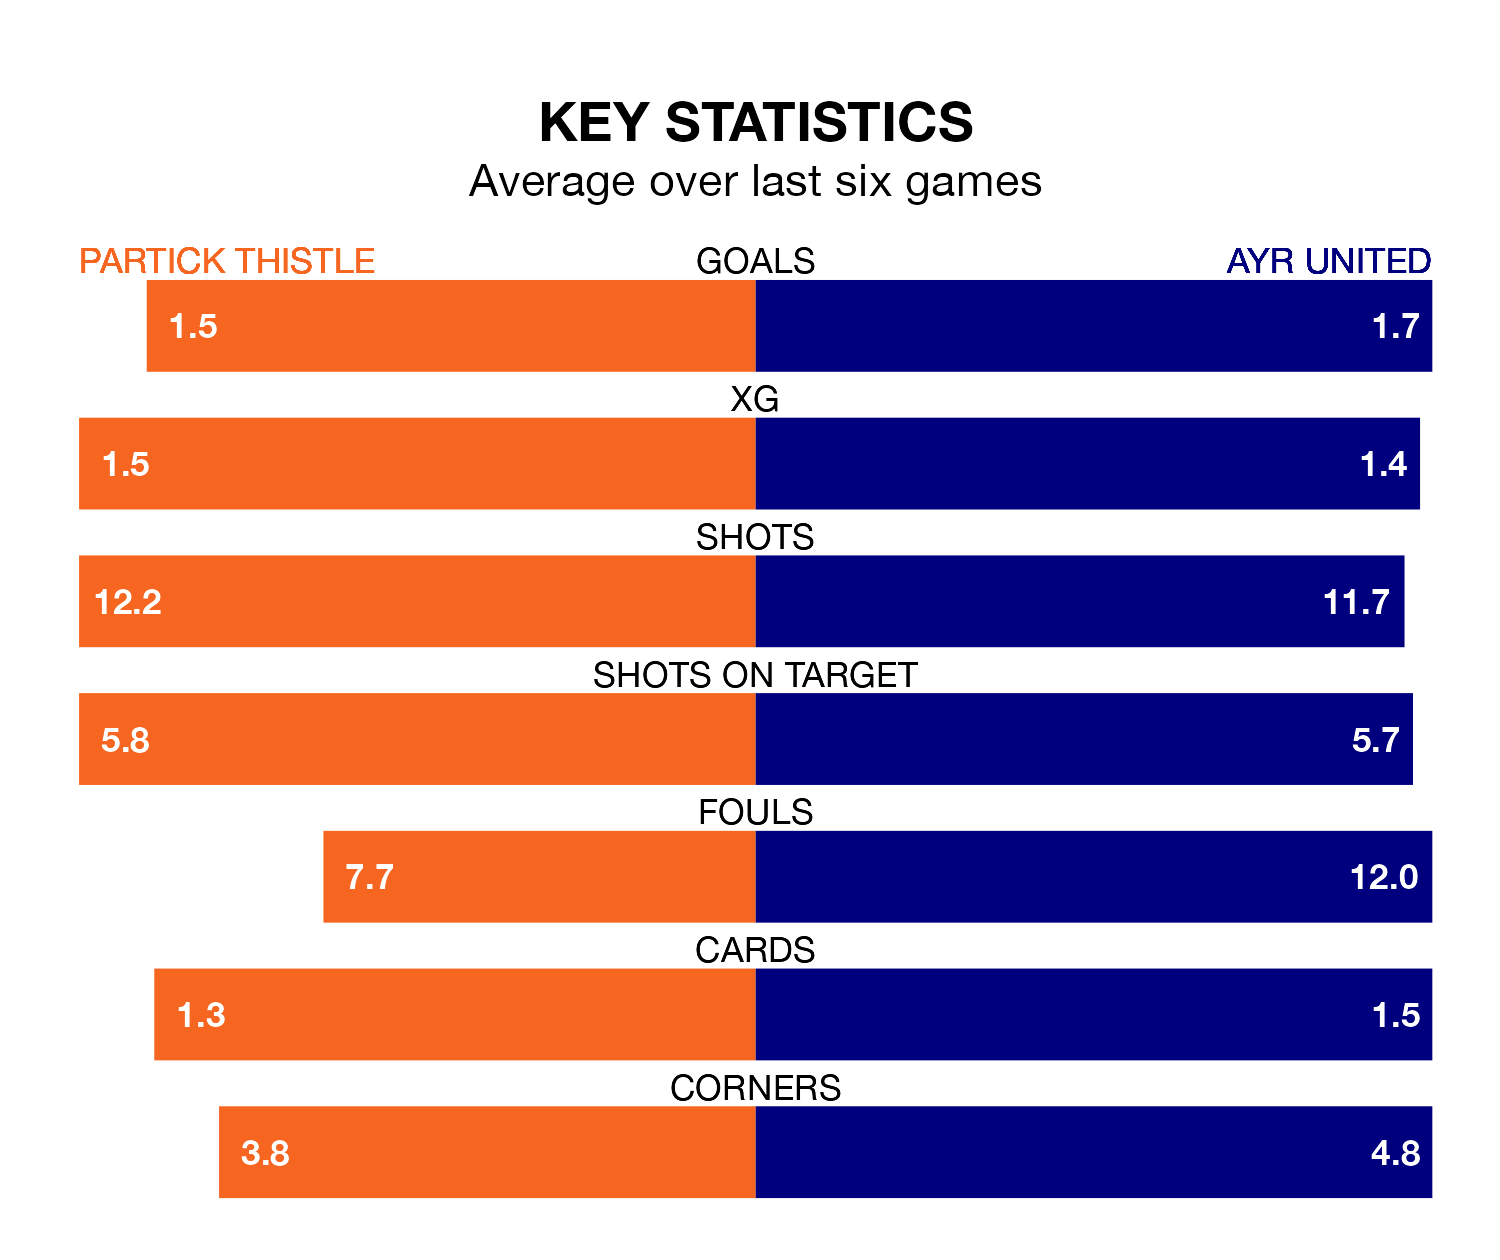 KEY STATISTICS
Average over last six games
PARTICK THISTLE GOALS AYR UNITED
1.5 1.7
XG
1.5 1.4
SHOTS
12.2 11.7
SHOTS ON TARGET
5.8 5.7
FOULS
7.7 12.0
CARDS
1.3 1.5
CORNERS
3.8 4.8